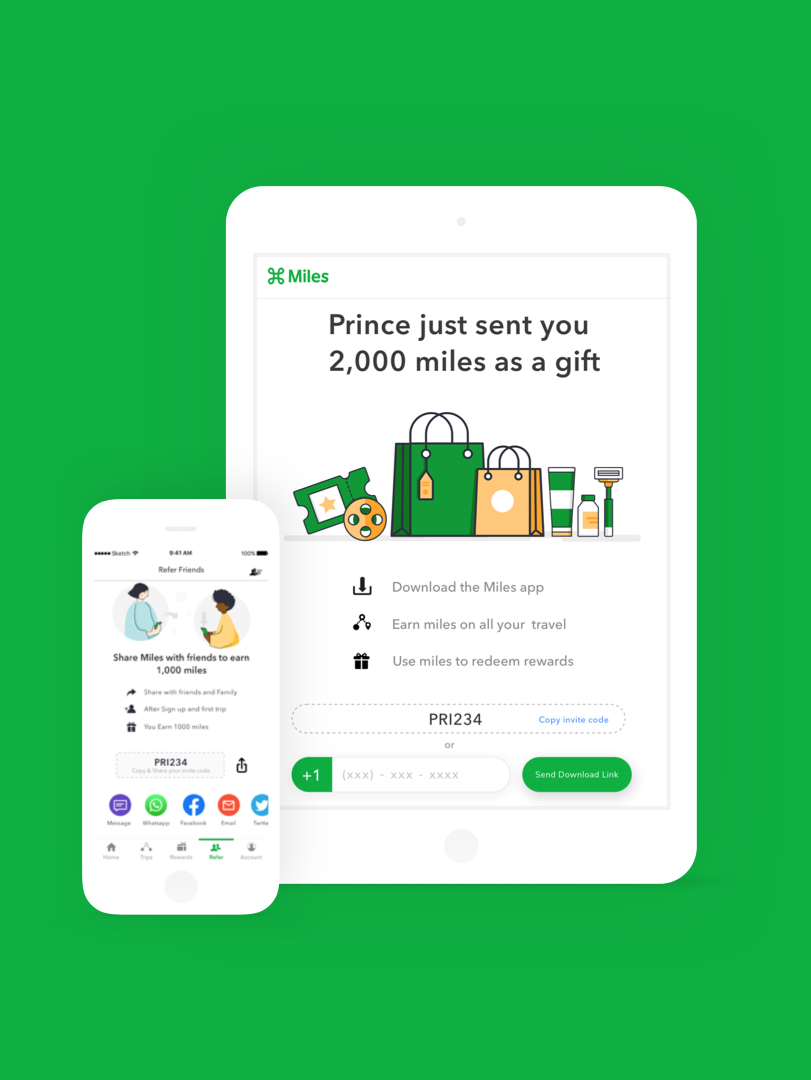 Miles
Prince just sent you
2,000 miles as a gift
Download the Miles app
Earn miles on all your travel
Use miles to redeem rewards
PRI234
Copy invite code
or
+1
(xxx) - xxx - xxxx
Send Download Link
Sketch
9:41 AM
100%
Refer Friends
Share Miles with friends to earn
1,000 miles
Share with friends and Family
After Sign up and first trip
You Earn 1000 miles
PRI234
Copy & Share your invite code
Message
Whatsapp
Facebook
Email
Twitte
Home
Trips
Rewards
Refer
Account